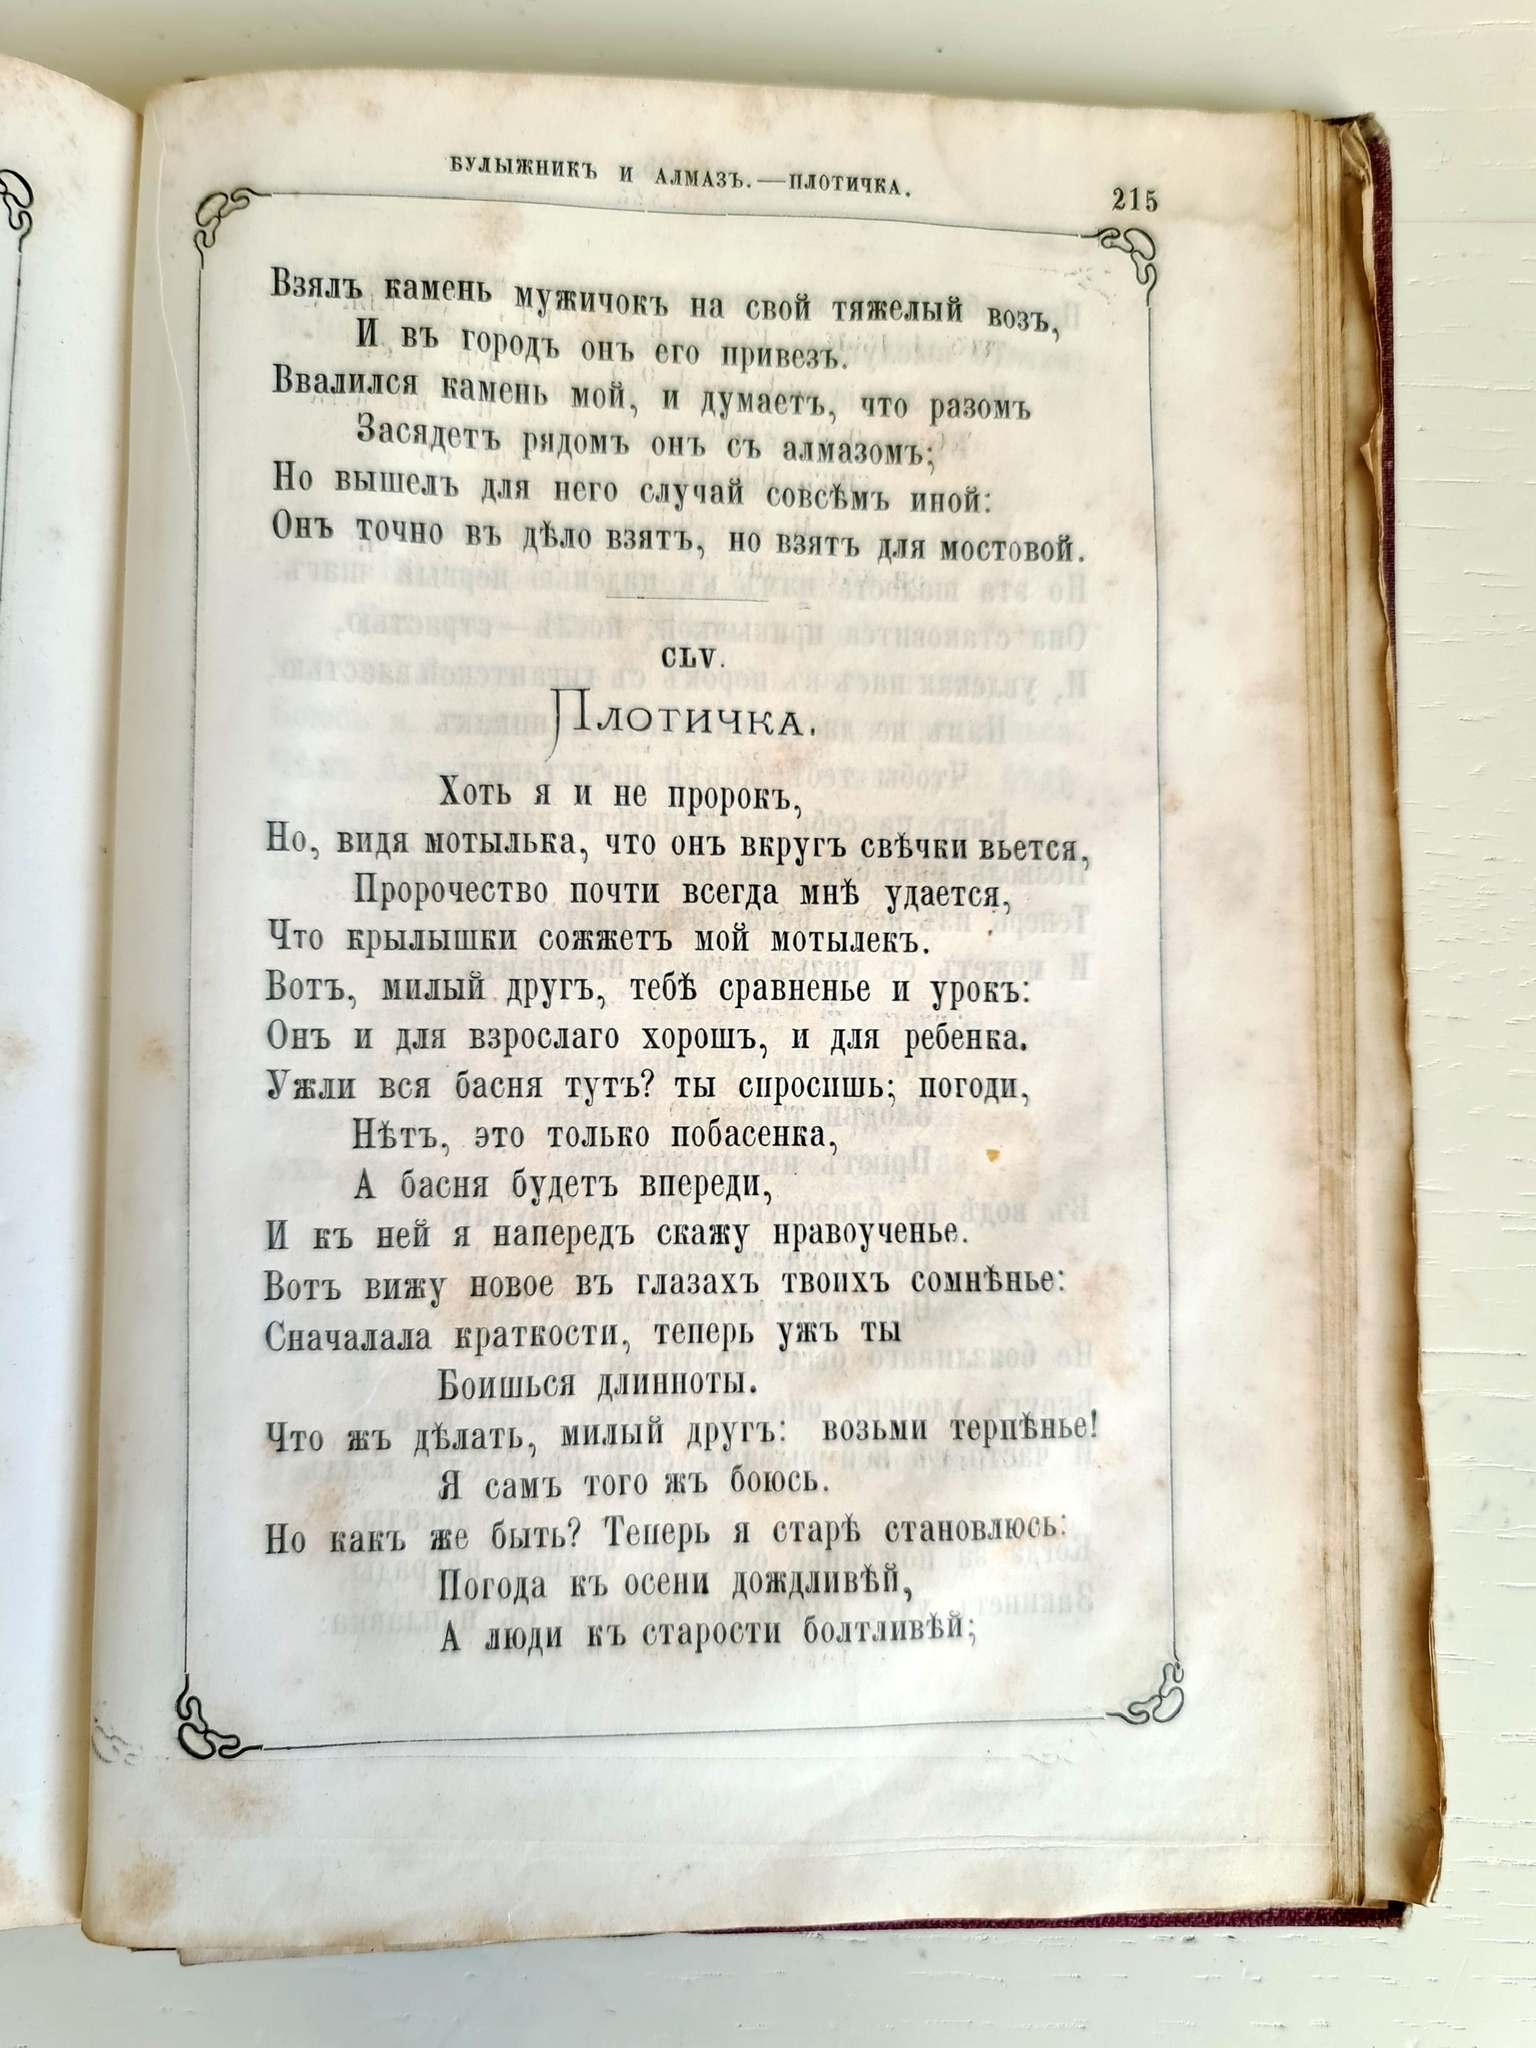 БУЛЫЖНИКЪ И АЛМАЗЪ.—ПЛОТИЧКА.
215
Взялъ камень мужичокъ на свой тяжелый возъ,
И въ городъ онъ его привезъ.
Ввалился камень мой, и думаетъ, что разомъ
Засядетъ рядомъ онъ съ алмазомъ;
Но вышелъ для него случай совсѣмъ иной:
Онъ точно въ дѣло взятъ, но взятъ для мостовой.
CLV.
ПЛОТИЧКА.
Хоть я и не пророкъ,
Но, видя мотылька, что онъ вкругъ свѣчки вьется,
Пророчество почти всегда мнѣ удается,
Что крылышки сожжетъ мой мотылекъ.
Вотъ, милый другъ, тебѣ сравненье и урокъ:
Онъ и для взрослаго хорошъ, и для ребенка.
Ужли вся басня тутъ? ты спросишь; погоди,
Нѣтъ, это только побасенка,
А басня будетъ впереди,
И къ ней я напередъ скажу нравоученье.
Вотъ вижу новое въ глазахъ твоихъ сомнѣнье:
Сначалала краткости, теперь ужъ ты
Боишься длинноты.
Что жъ дѣлать, милый другъ: возьми терпѣнье!
Я самъ того жъ боюсь.
Но какъ же быть? Теперь я старѣ становлюсь:
Погода къ осени дождливѣй,
А люди къ старости болтливѣй;